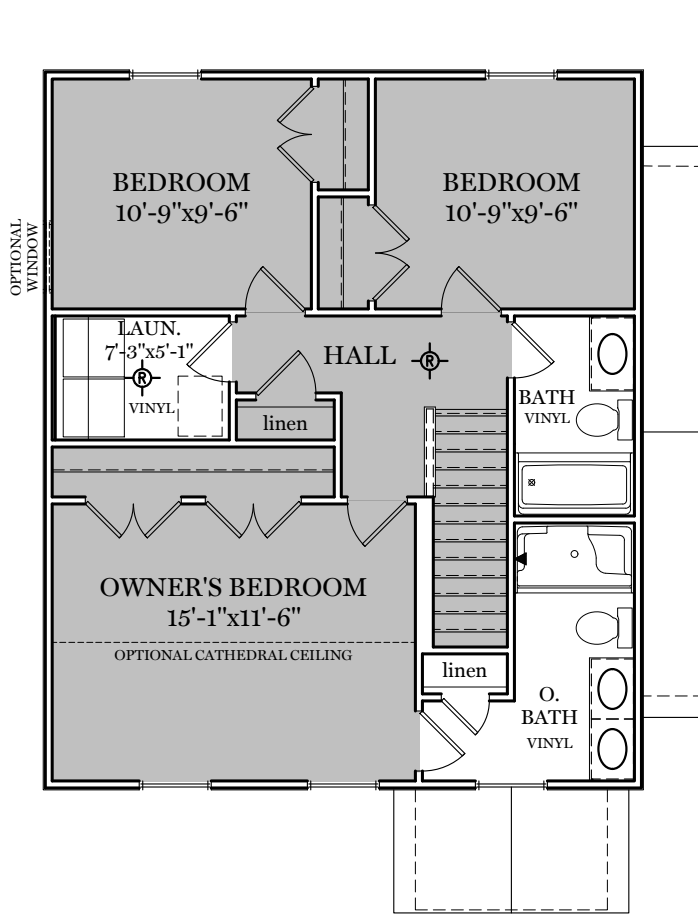 BEDROOM
10'-9"x9'-6"
BEDROOM
10'-9"x9'-6"
OPTIONAL
WINDOW
LAUN.
7'-3"x5'-1"
R
VINYL
HALL
R
linen
BATH
VINYL
OWNER'S BEDROOM
15'-1"x11'-6"
OPTIONAL CATHEDRAL CEILING
linen
O.
BATH
VINYL